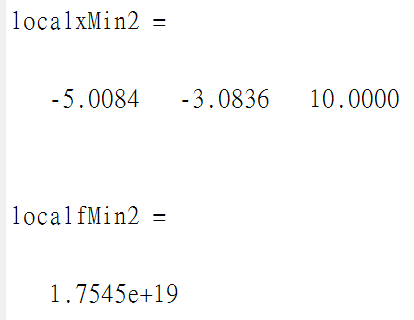 localxMin2 =
-5.0084 -3.0836 10.0000
localfMin2 =
1.7545e+19